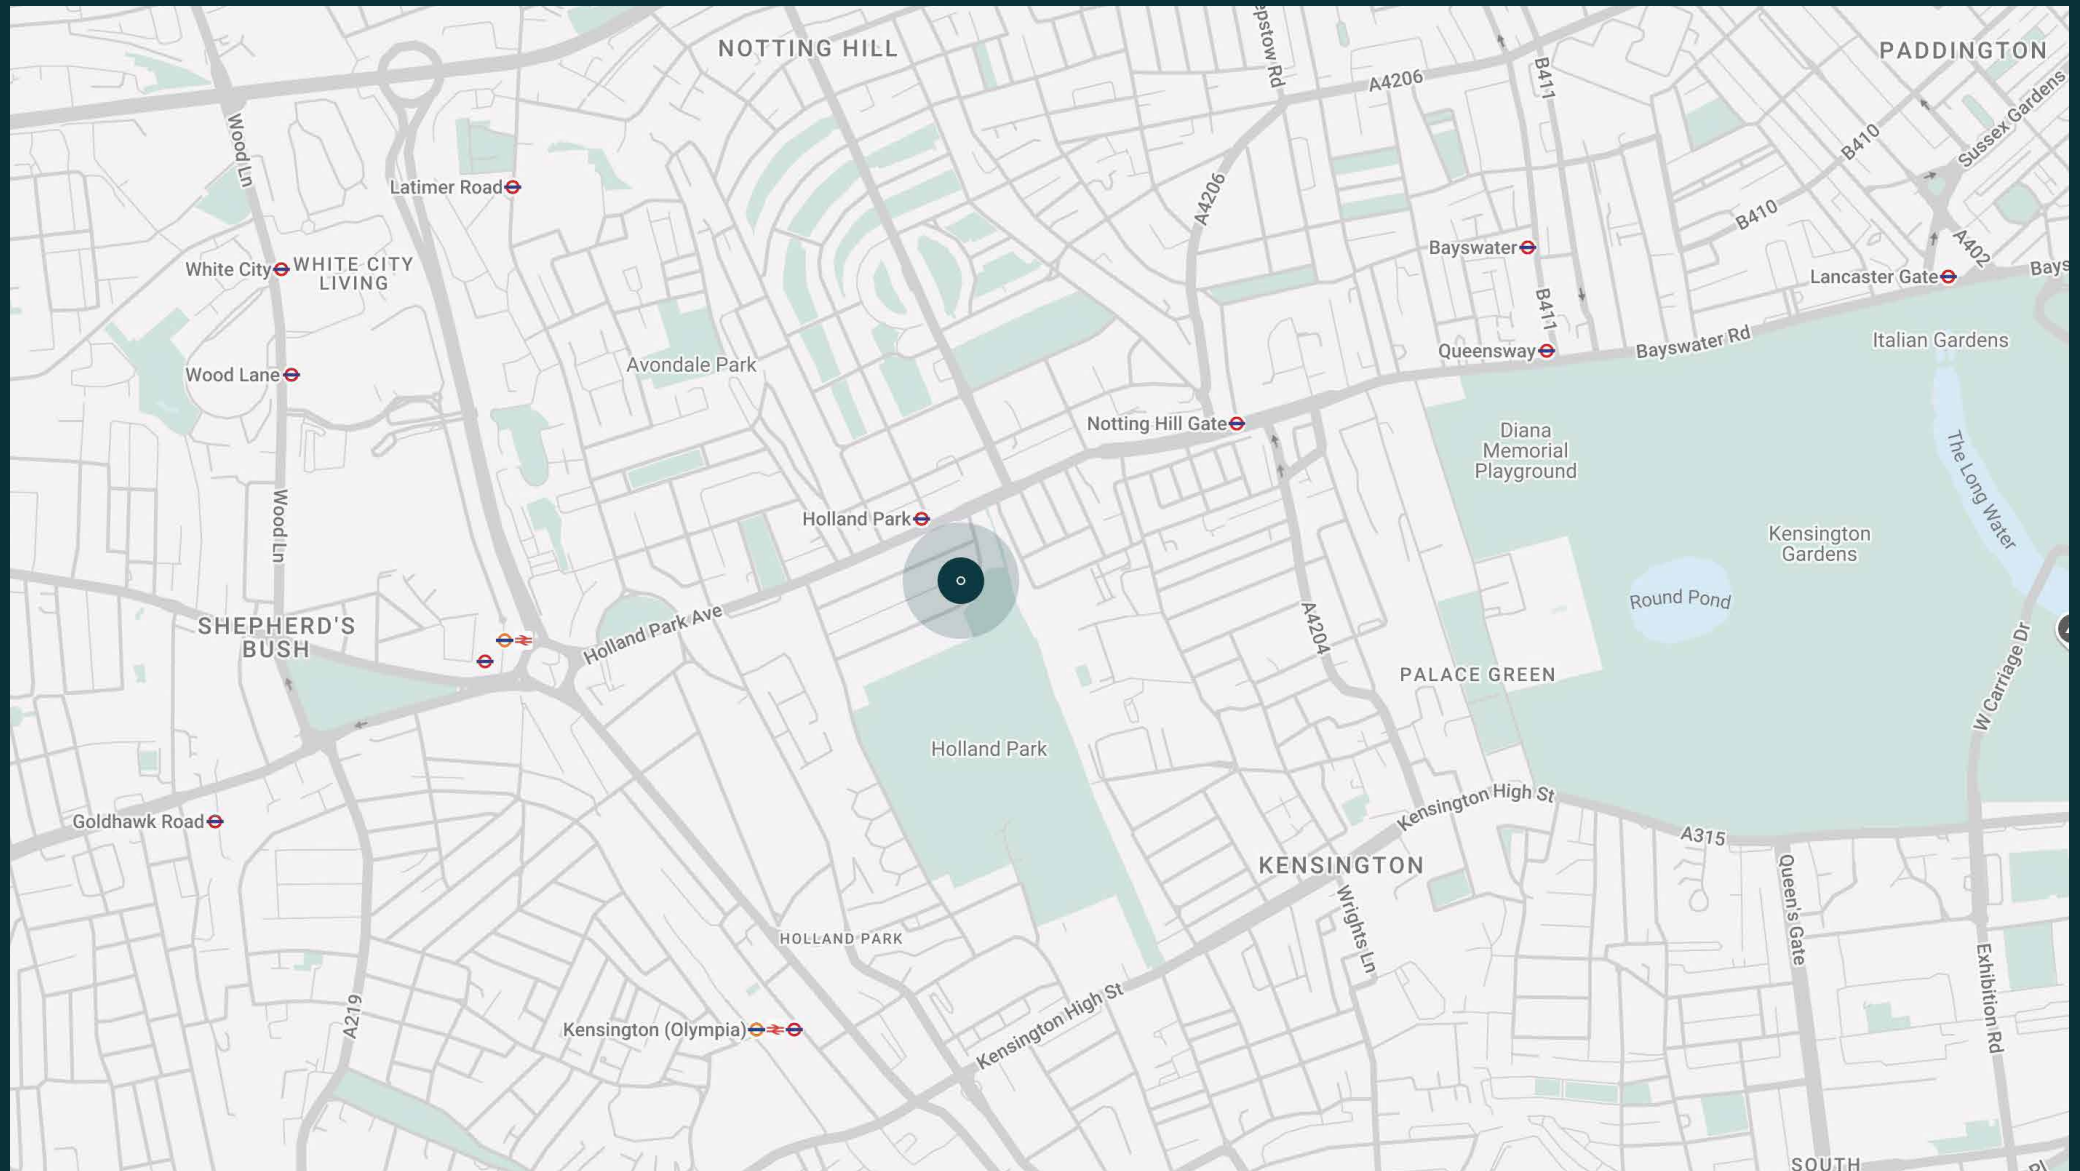 NOTTING HILL
epstow Rd
A4206
B411
PADDINGTON
Sussex Gardens
B410
Wood Ln
Latimer Road
A4206
B410
Bayswater
A402
Lancaster Gate
Bays
White City
WHITE CITY
LIVING
B411
Italian Gardens
Bayswater Rd
Queensway
Avondale Park
Wood Lane
Notting Hill Gate
Diana
Memorial
Playground
The Long Water
Wood Ln
Holland Park
Kensington
Gardens
Round Pond
SHEPHERD'S
BUSH
Holland Park Ave
A4204
PALACE GREEN
W Carriage Dr
Holland Park
Goldhawk Road
Kensington High St
A315
KENSINGTON
Queen's Gate
Wrights Ln
HOLLAND PARK
Exhibition Rd
A219
Kensington (Olympia)
Kensington High St
SOUTH